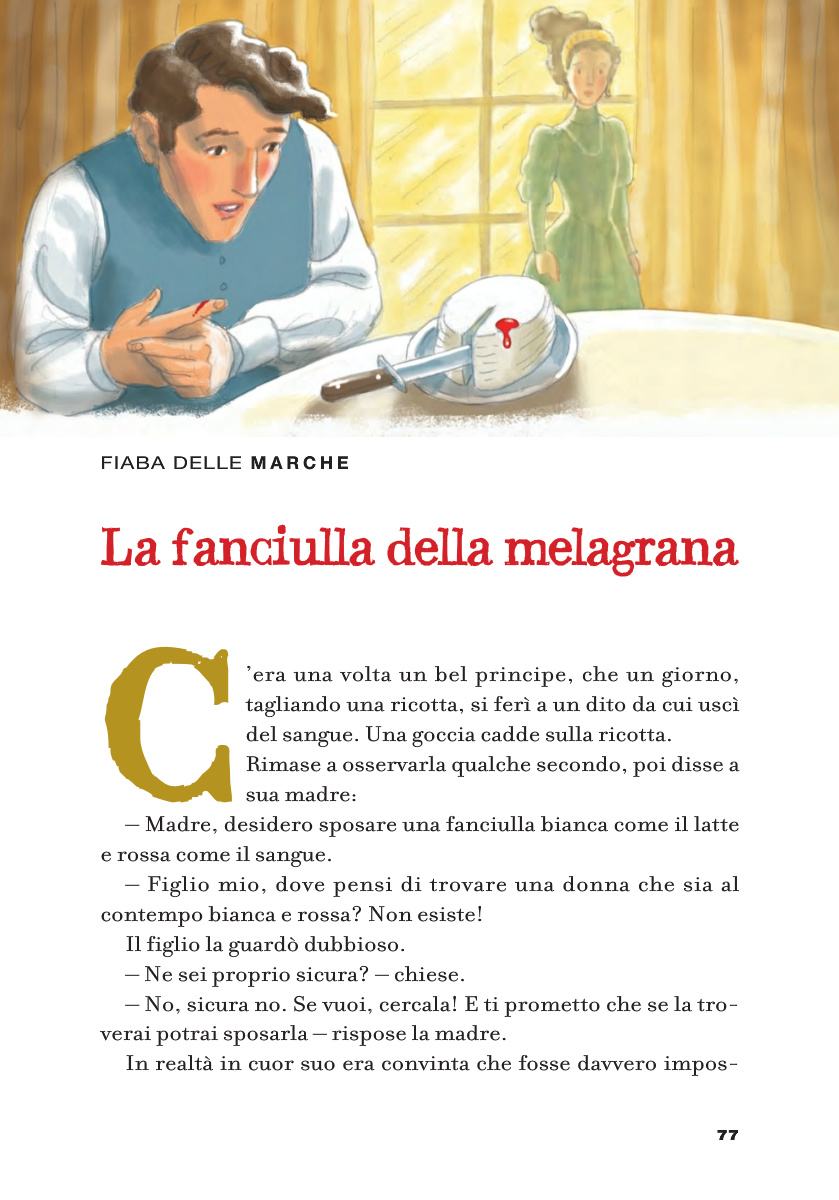 FIABA DELLE MARCHE
La fanciulla della melagrana
C’era una volta un bel principe, che un giorno,
tagliando una ricotta, si ferì a un dito da cui uscì
del sangue. Una goccia cadde sulla ricotta.
Rimase a osservarla qualche secondo, poi disse a
sua madre:
– Madre, desidero sposare una fanciulla bianca come il latte
e rossa come il sangue.
– Figlio mio, dove pensi di trovare una donna che sia al
contempo bianca e rossa? Non esiste!
Il figlio la guardò dubbioso.
– Ne sei proprio sicura? – chiese.
– No, sicura no. Se vuoi, cercala! E ti prometto che se la tro-
verai potrai sposarla – rispose la madre.
In realtà in cuor suo era convinta che fosse davvero impos-
77